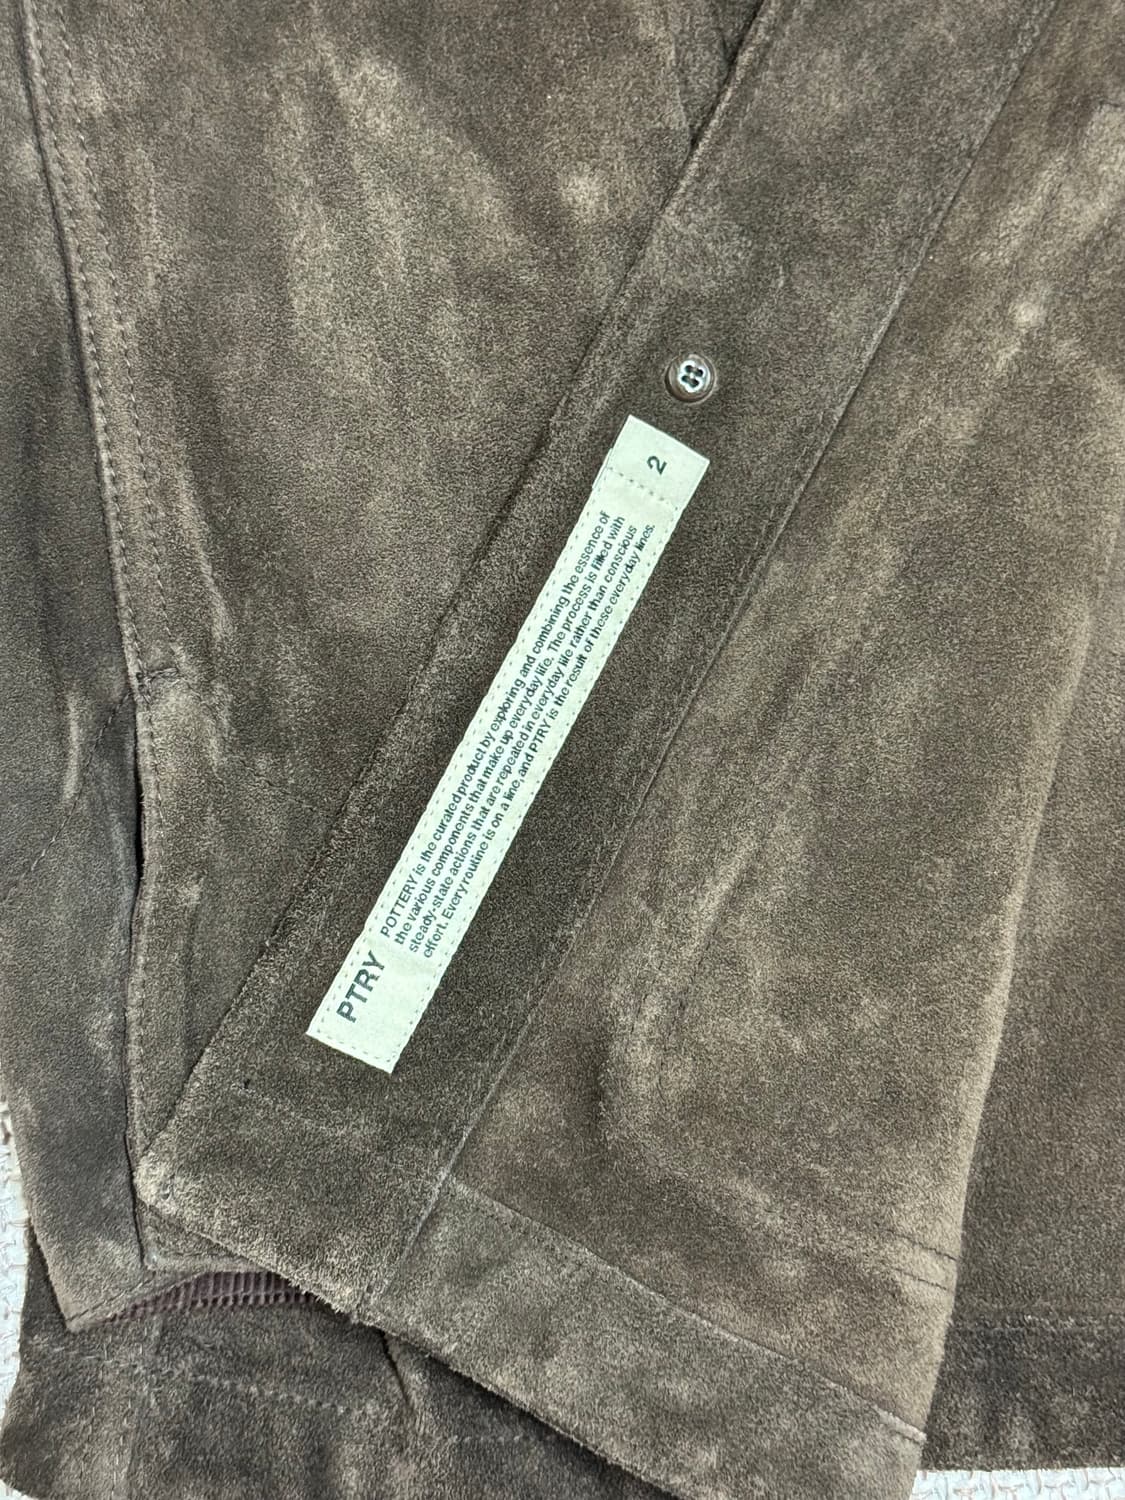 PTRY
POTTERY is the curated product by exploring and combining the essence of
the various components that make up everyday life. The process is filled with
steady-state actions that are repeated in everyday life rather than conscious
effort. Every routine is on a line, and PTRY is the result of these everyday lines.
2